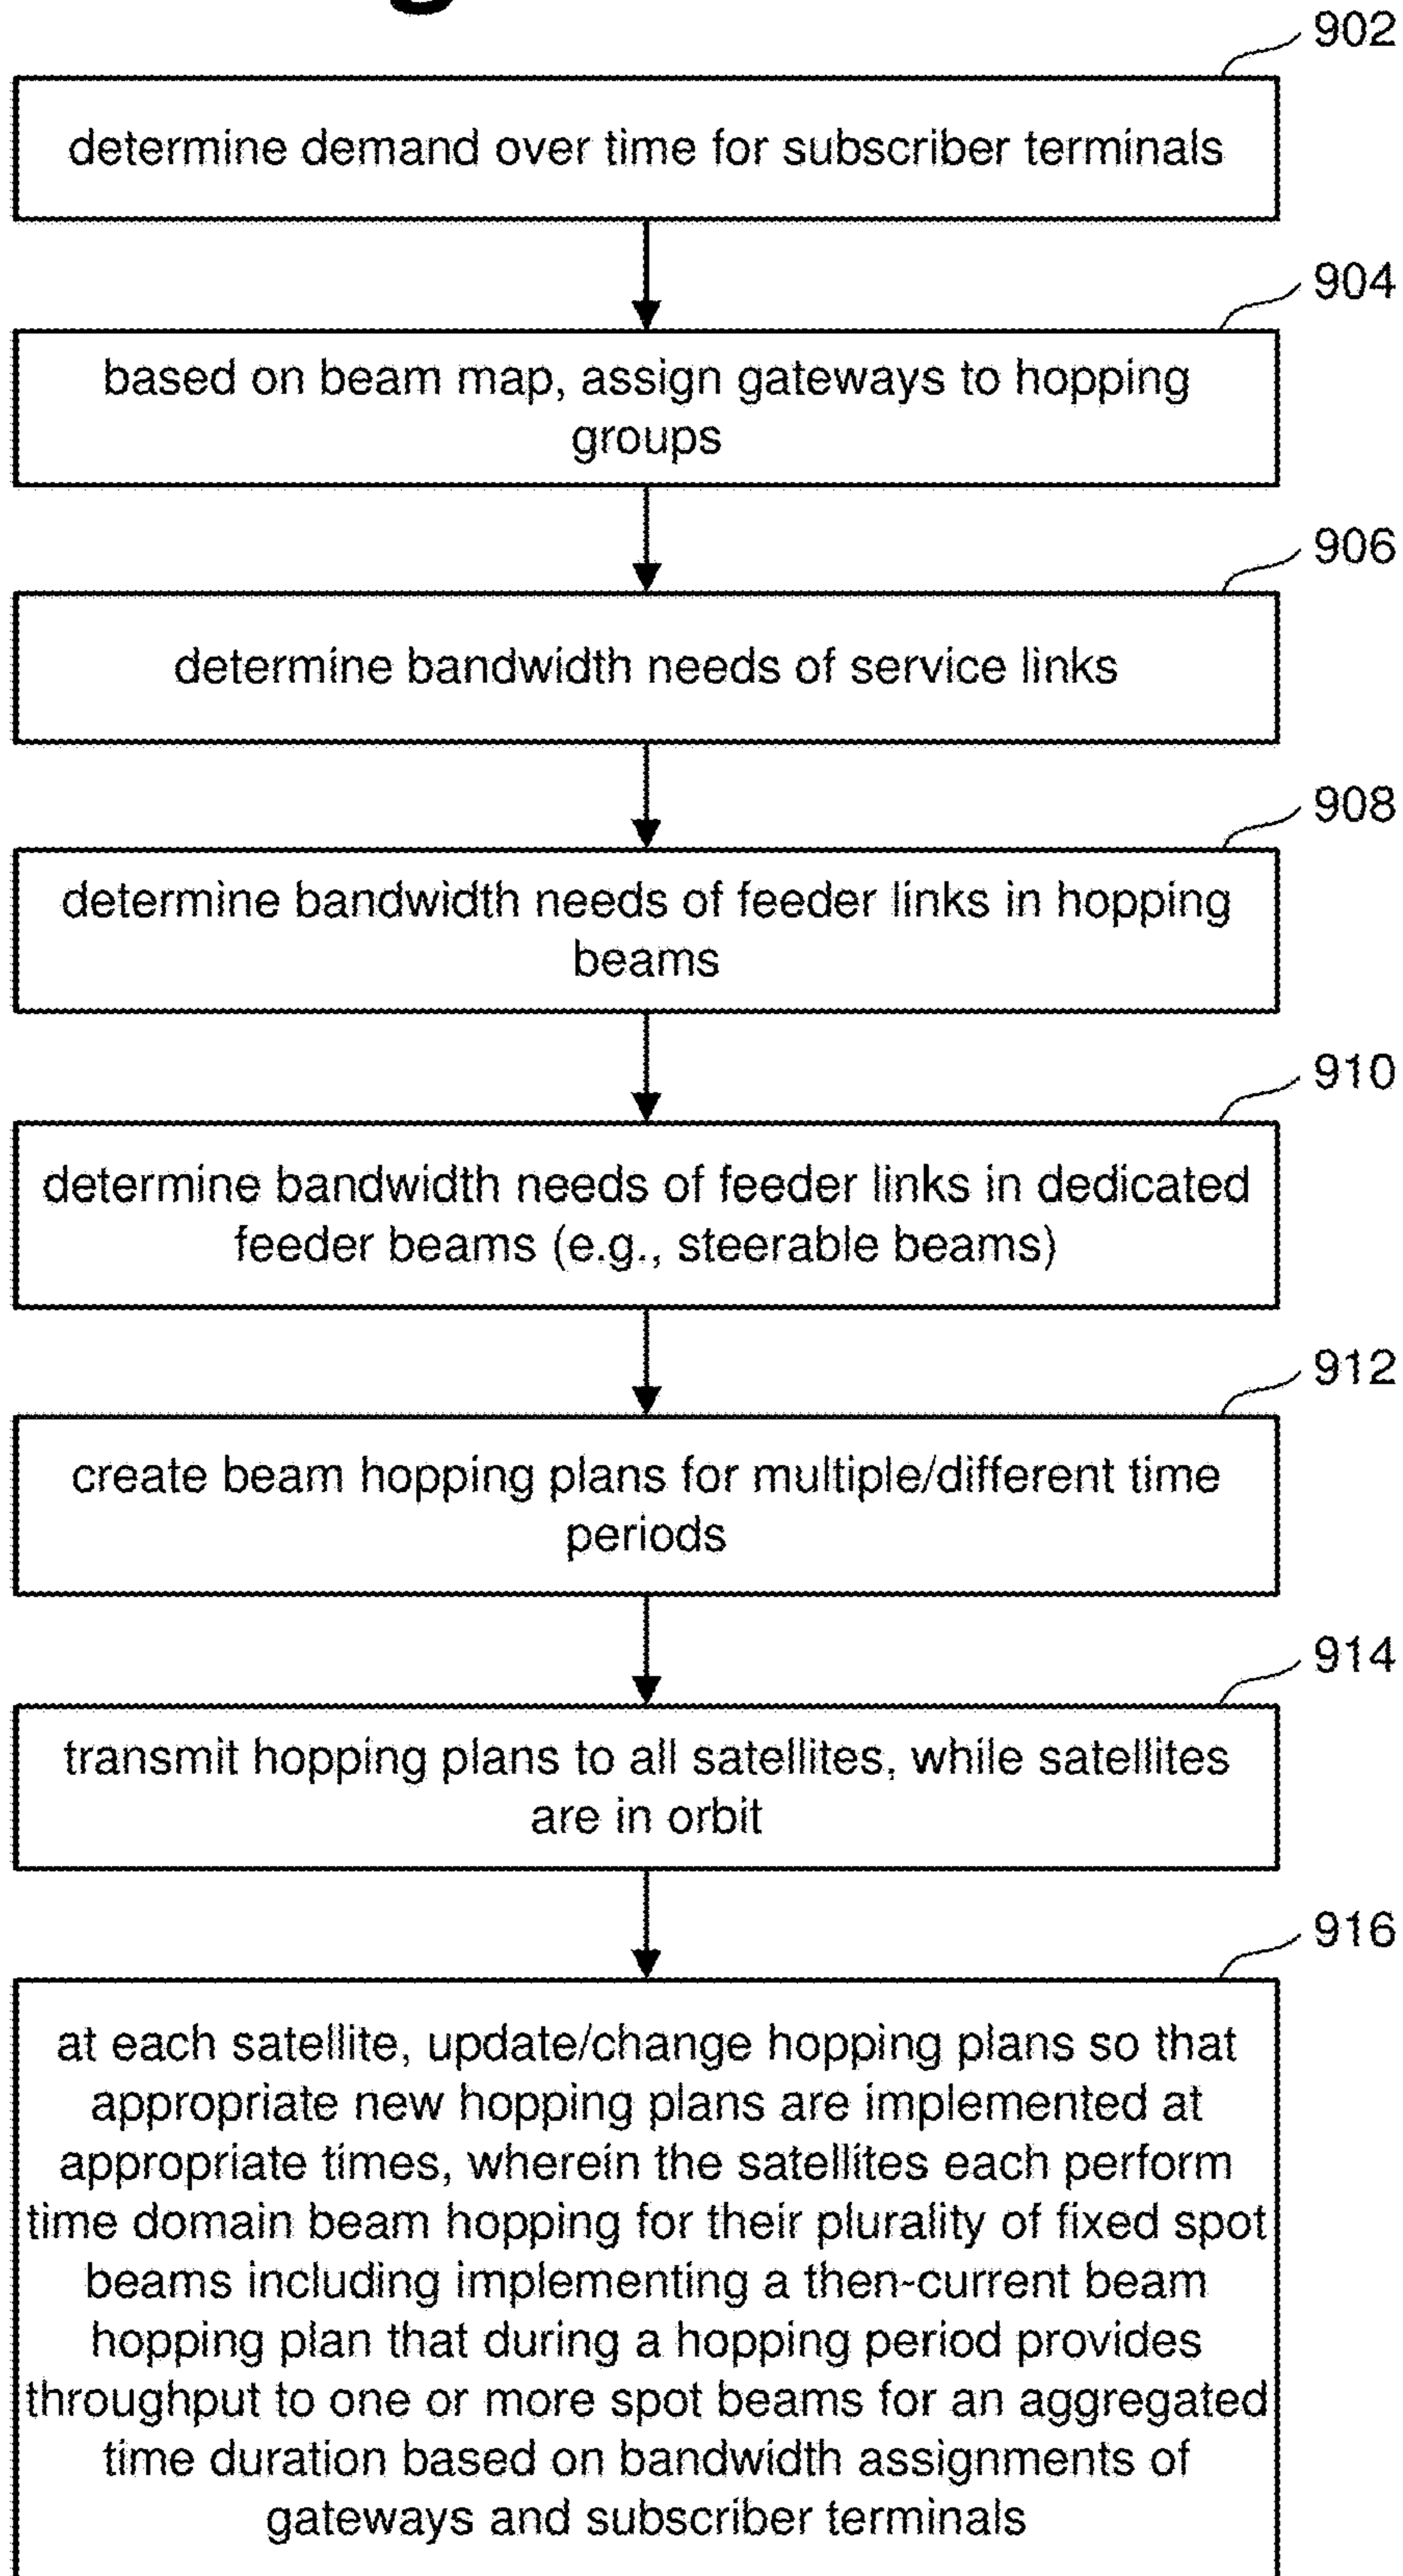 902
determine demand over time for subscriber terminals
904
based on beam map, assign gateways to hopping
groups
906
determine bandwidth needs of service links
908
determine bandwidth needs of feeder links in hopping
beams
910
determine bandwidth needs of feeder links in dedicated
feeder beams (e.g., steerable beams)
912
create beam hopping plans for multiple/different time
periods
914
transmit hopping plans to all satellites, while satellites
are in orbit
916
at each satellite, update/change hopping plans so that
appropriate new hopping plans are implemented at
appropriate times, wherein the satellites each perform
time domain beam hopping for their plurality of fixed spot
beams including implementing a then-current beam
hopping plan that during a hopping period provides
throughput to one or more spot beams for an aggregated
time duration based on bandwidth assignments of
gateways and subscriber terminals